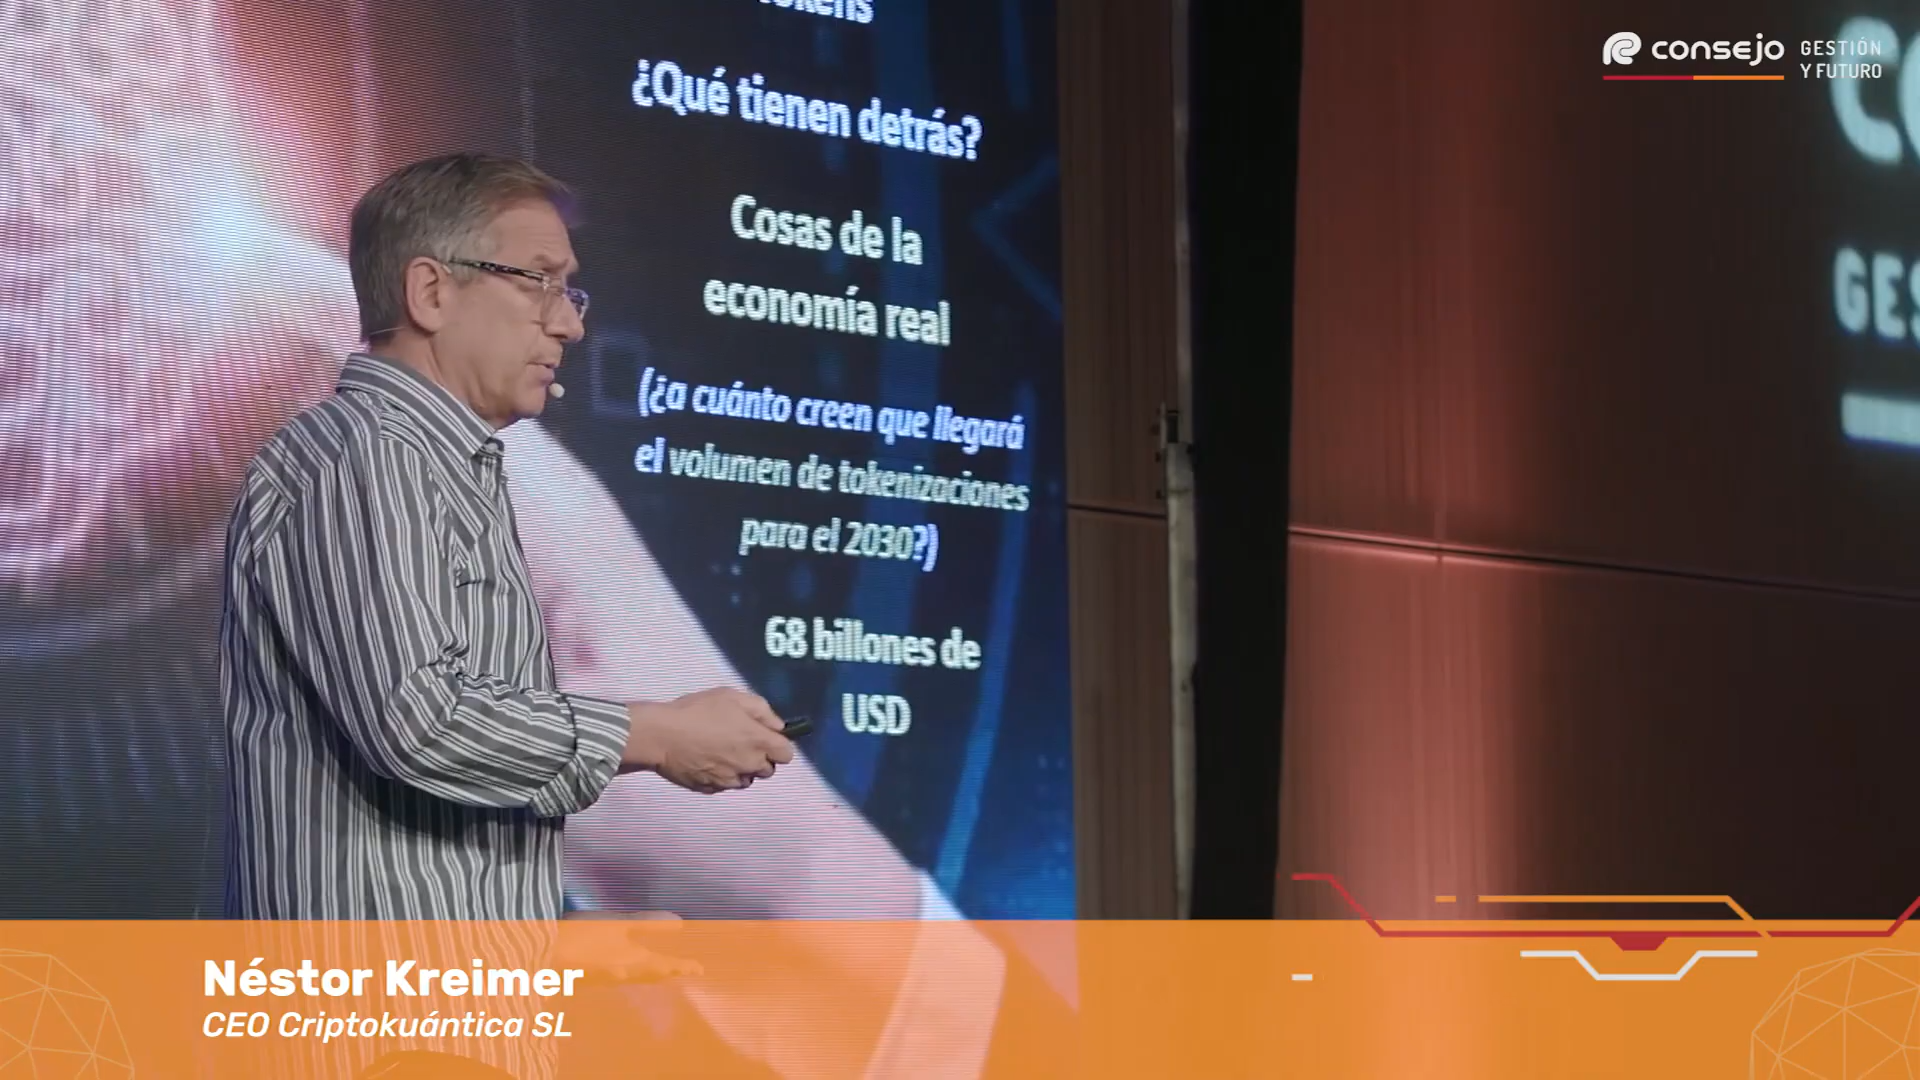 tokens
¿Qué tienen detrás?
Cosas de la
economía real
(¿a cuánto creen que llegará
el volumen de tokenizaciones
para el 2030?)
68 billones de
USD
consejo
GESTIÓN
Y FUTURO
Néstor Kreimer
CEO Criptokuántica SL